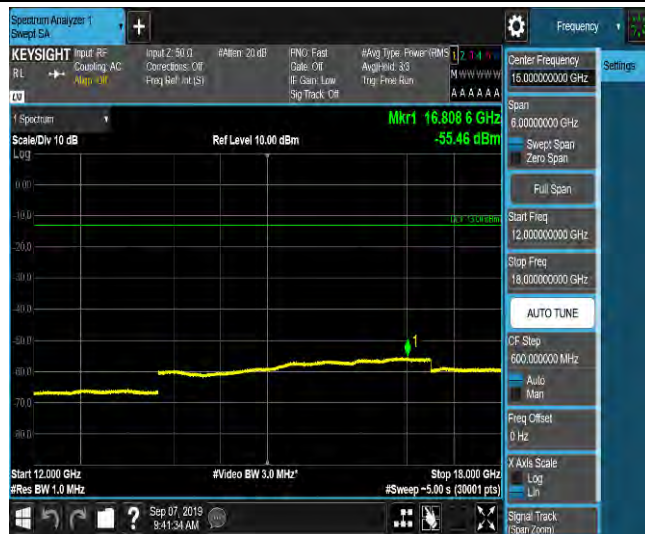 Spectrum Analyzer 1
Swept SA
Frequency
KEYSIGHT
RL
Input: RF
Coupling: AC
Align: Off
Input Z: 50 Ω
Corrections: Off
Freq Ref: Int (S)
#Atten: 20 dB
PNO: Fast
Gate: Off
IF Gain: Low
Sig Track: Off
#Avg Type: Power (RMS
Avg|Hold: 3/3
Trig: Free Run
M W W W W W
A A A A A A
1 Spectrum
Scale/Div 10 dB
Log
Ref Level 10.00 dBm
Mkr1 16.808 6 GHz
-55.46 dBm
0.00
-10.0
-20.0
-30.0
-40.0
-50.0
-60.0
-70.0
-80.0
1
Start 12.000 GHz
#Res BW 1.0 MHz
#Video BW 3.0 MHz*
Stop 18.000 GHz
#Sweep ~5.00 s (30001 pts)
Sep 07, 2019
9:41:34 AM
Center Frequency
15.000000000 GHz
Settings
Span
6.00000000 GHz
Swept Span
Zero Span
Full Span
Start Freq
12.000000000 GHz
Stop Freq
18.000000000 GHz
AUTO TUNE
CF Step
600.000000 MHz
Auto
Man
Freq Offset
0 Hz
X Axis Scale
Log
Lin
Signal Track
(Span Zoom)